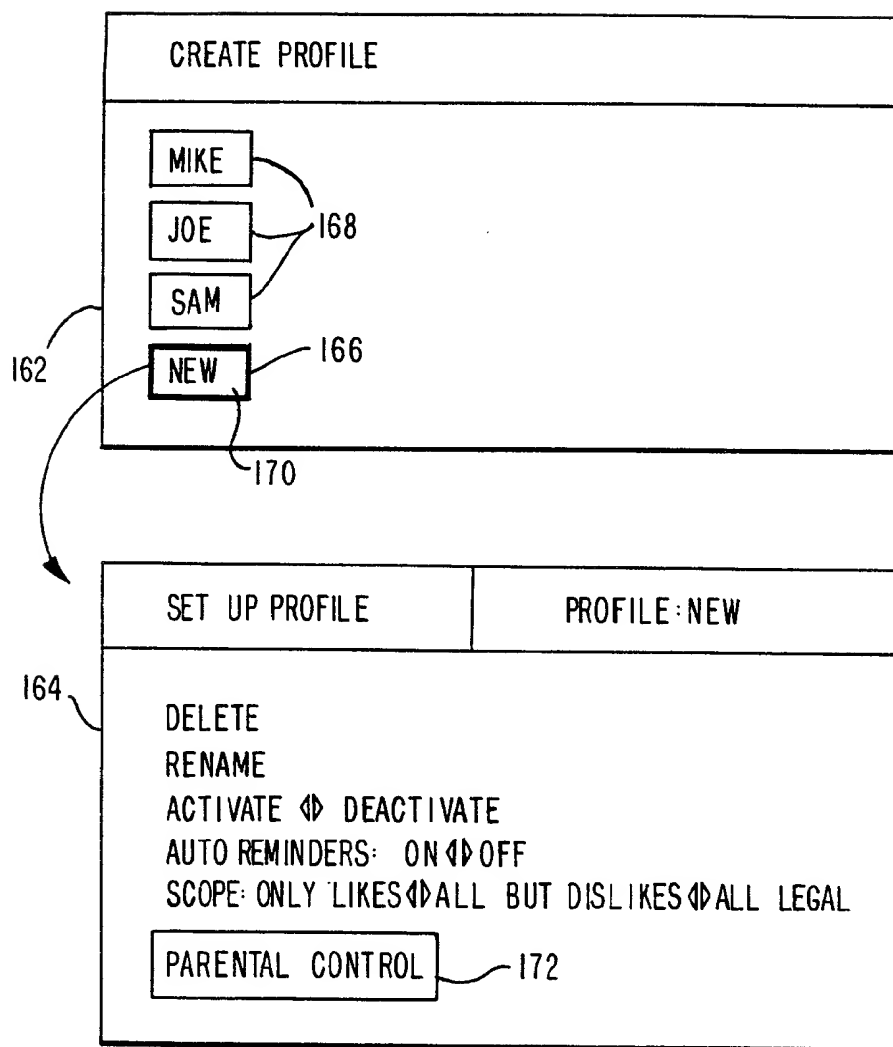 CREATE PROFILE
MIKE
JOE
168
SAM
162
NEW
166
170
SET UP PROFILE
PROFILE:NEW
164
DELETE
RENAME
ACTIVATE ◁▷ DEACTIVATE
AUTO REMINDERS: ON◁▷OFF
SCOPE: ONLY LIKES◁▷ALL BUT DISLIKES◁▷ALL LEGAL
PARENTAL CONTROL
172